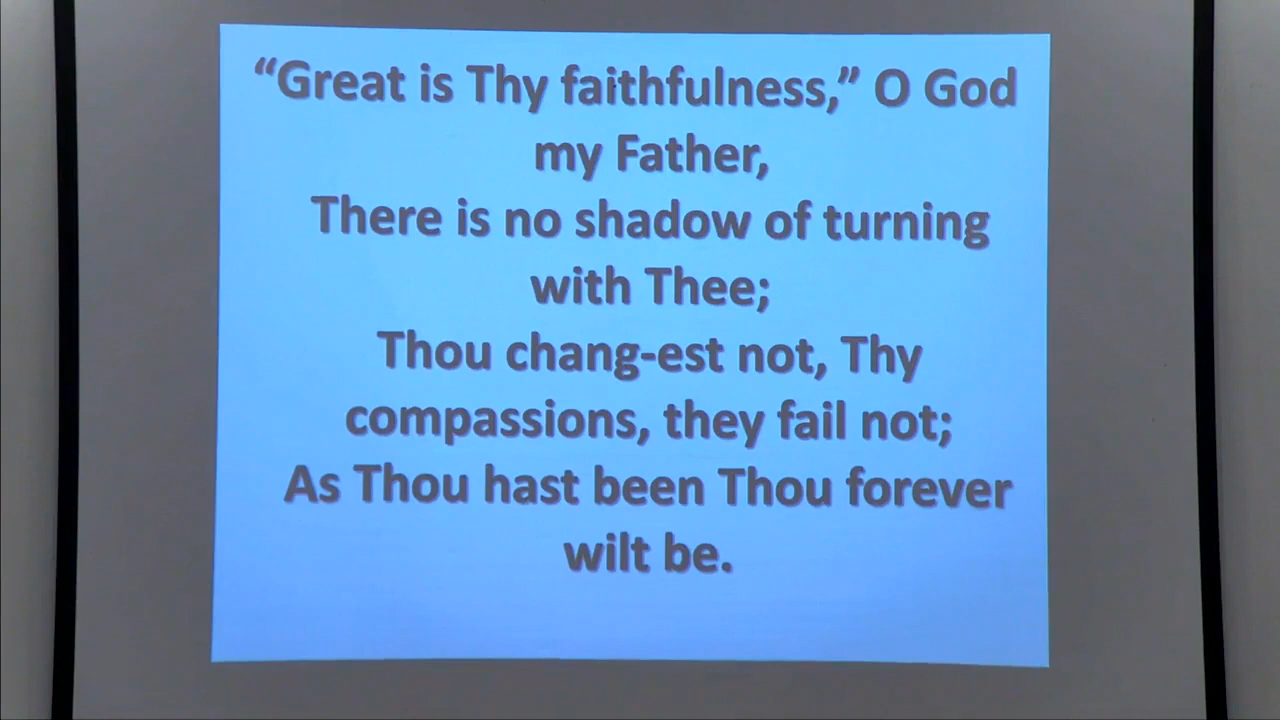 “Great is Thy faithfulness,” O God
my Father,
There is no shadow of turning
with Thee;
Thou chang-est not, Thy
compassions, they fail not;
As Thou hast been Thou forever
wilt be.